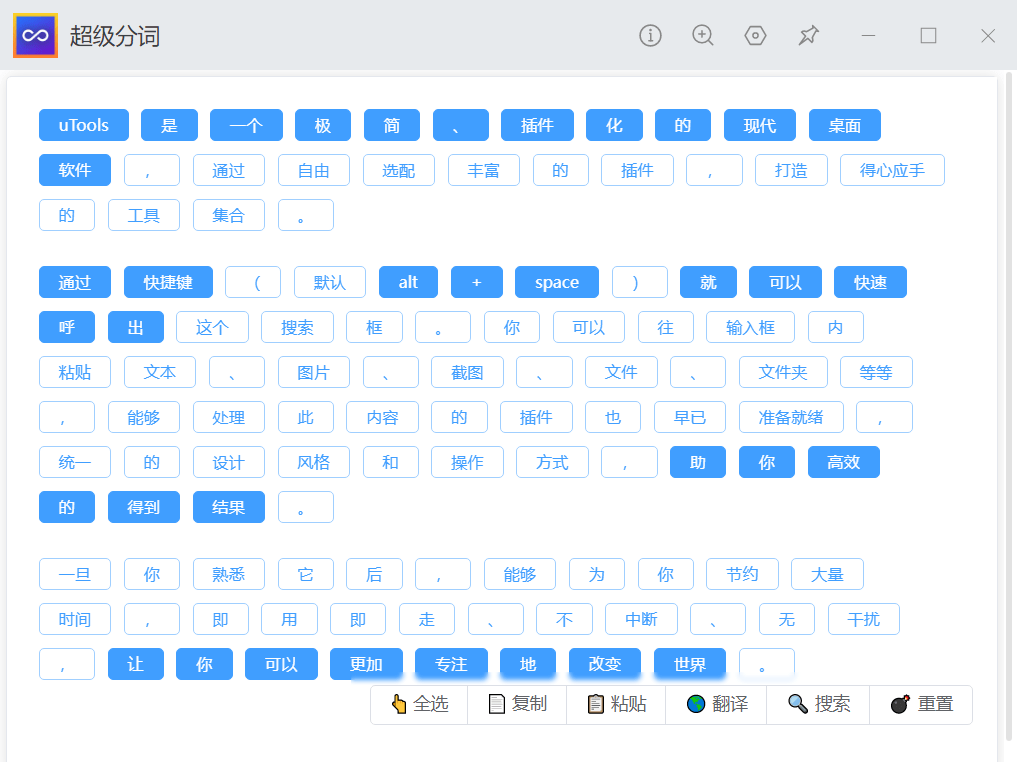 超级分词
uTools 是 一个 极 简 、 插件 化 的 现代 桌面
软件 , 通过 自由 选配 丰富 的 插件 , 打造 得心应手
的 工具 集合 。
通过 快捷键 ( 默认 alt + space ) 就 可以 快速
呼 出 这个 搜索 框 。 你 可以 往 输入框 内
粘贴 文本 、 图片 、 截图 、 文件 、 文件夹 等等
, 能够 处理 此 内容 的 插件 也 早已 准备就绪 ,
统一 的 设计 风格 和 操作 方式 , 助 你 高效
的 得到 结果 。
一旦 你 熟悉 它 后 , 能够 为 你 节约 大量
时间 , 即 用 即 走 、 不 中断 、 无 干扰
, 让 你 可以 更加 专注 地 改变 世界 。
全选 复制 粘贴 翻译 搜索 重置